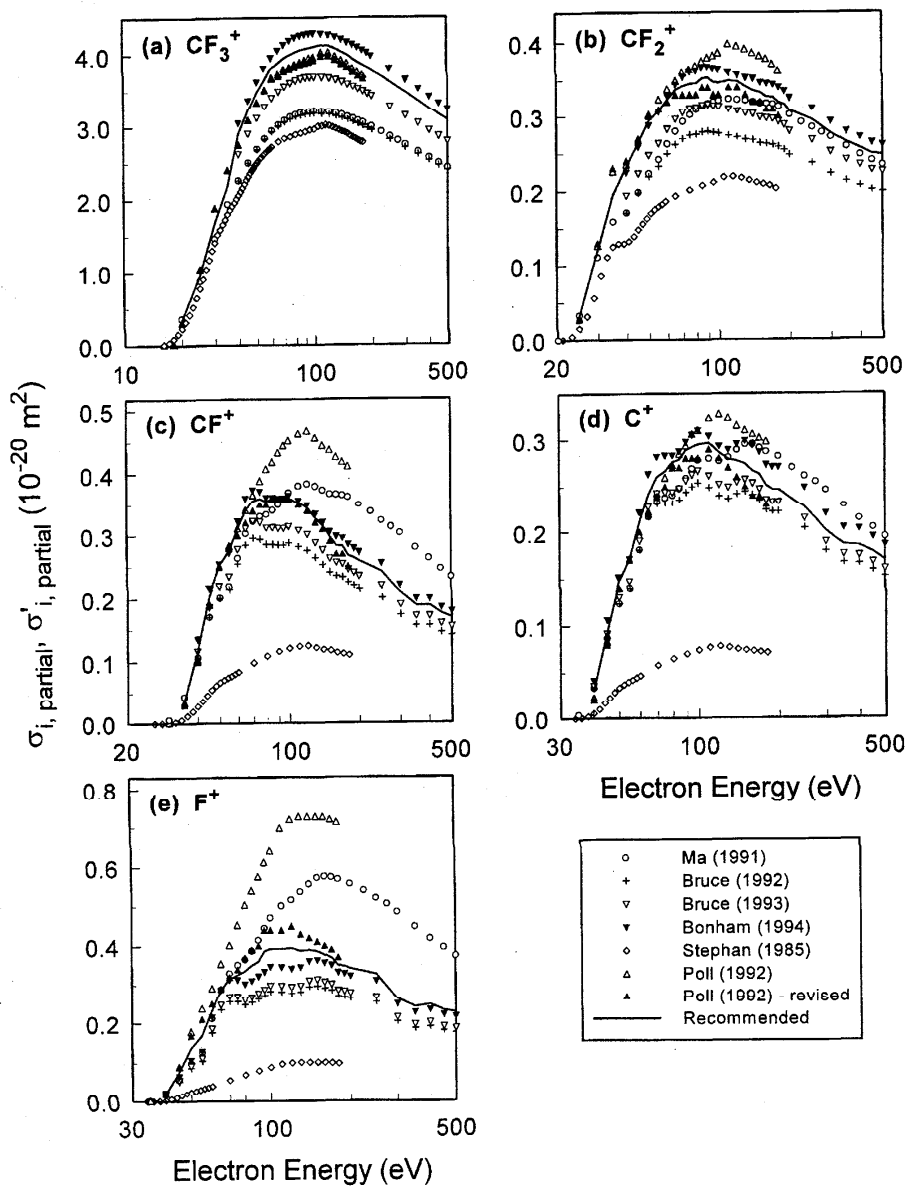 (a) CF3+
4.0
3.0
2.0
1.0
0.0
10
100
500
(b) CF2+
0.4
0.3
0.2
0.1
0.0
20
100
500
(c) CF+
0.5
0.4
0.3
0.2
0.1
0.0
20
100
500
(d) C+
0.3
0.2
0.1
0.0
30
100
500
Electron Energy (eV)
(e) F+
0.8
0.6
0.4
0.2
0.0
30
100
500
Electron Energy (eV)
σi, partial, σ'i, partial (10-20 m2)
Ma (1991)
Bruce (1992)
Bruce (1993)
Bonham (1994)
Stephan (1985)
Poll (1992)
Poll (1992) - revised
Recommended